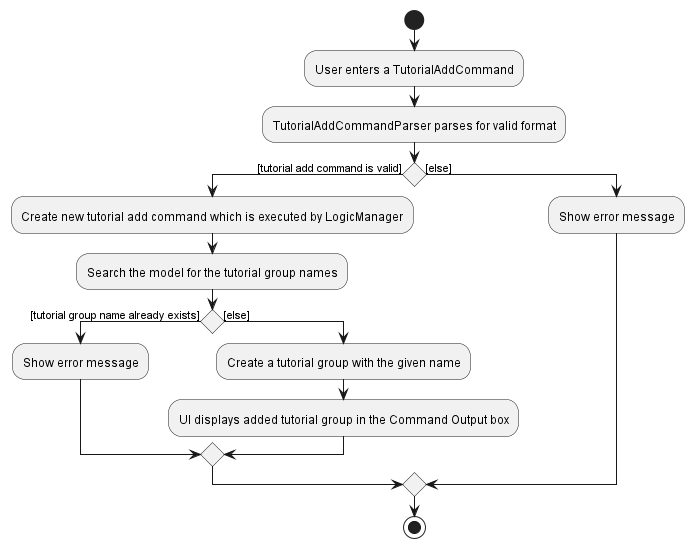 User enters a TutorialAddCommand
TutorialAddCommandParser parses for valid format
[tutorial add command is valid]
[else]
Create new tutorial add command which is executed by LogicManager
Show error message
Search the model for the tutorial group names
[tutorial group name already exists]
[else]
Show error message
Create a tutorial group with the given name
UI displays added tutorial group in the Command Output box